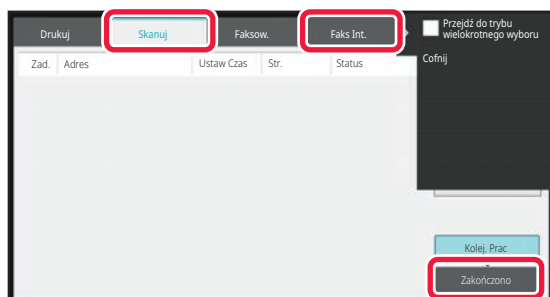 Drukuj Skanuj Faksow. Faks Int.
Przejdź do trybu
wielokrotnego wyboru
Zad. Adres Ustaw Czas Str. Status
Cofnij
Kolej. Prac
Zakończono